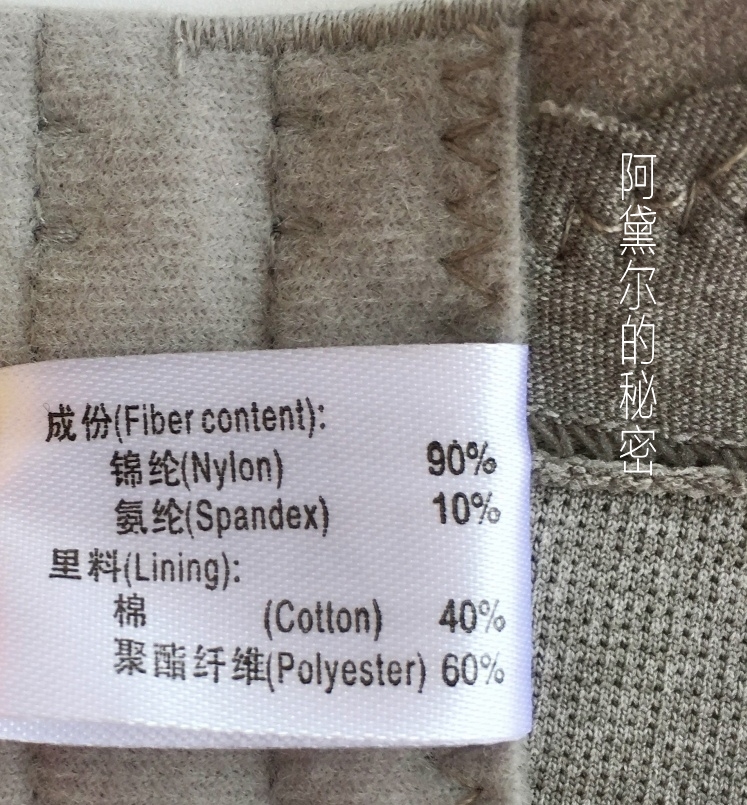 成份(Fiber content):
锦纶(Nylon) 90%
氨纶(Spandex) 10%
里料(Lining):
棉 (Cotton) 40%
聚酯纤维(Polyester) 60%
阿黛尔的秘密